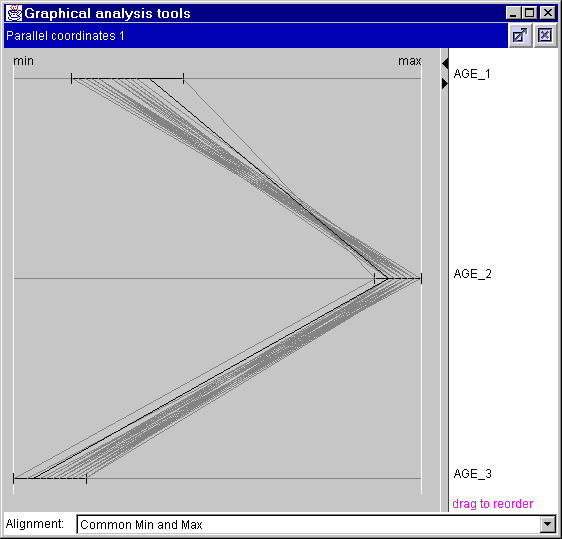 Graphical analysis tools
Parallel coordinates 1
min max
AGE_1
AGE_2
AGE_3
drag to reorder
Alignment: Common Min and Max